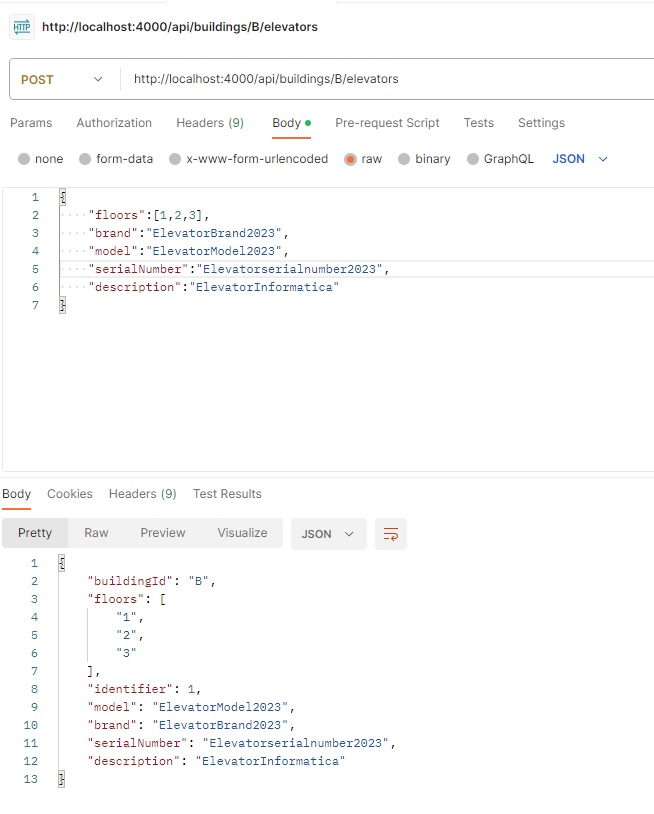 HTTP http://localhost:4000/api/buildings/B/elevators
POST http://localhost:4000/api/buildings/B/elevators
Params Authorization Headers (9) Body Pre-request Script Tests Settings
none form-data x-www-form-urlencoded raw binary GraphQL JSON
1 {
2 "floors":[1,2,3],
3 "brand":"ElevatorBrand2023",
4 "model":"ElevatorModel2023",
5 "serialNumber":"Elevatorserialnumber2023",
6 "description":"ElevatorInformatica"
7 }
Body Cookies Headers (9) Test Results
Pretty Raw Preview Visualize JSON
1 {
2 "buildingId": "B",
3 "floors": [
4 "1",
5 "2",
6 "3"
7 ],
8 "identifier": 1,
9 "model": "ElevatorModel2023",
10 "brand": "ElevatorBrand2023",
11 "serialNumber": "Elevatorserialnumber2023",
12 "description": "ElevatorInformatica"
13 }